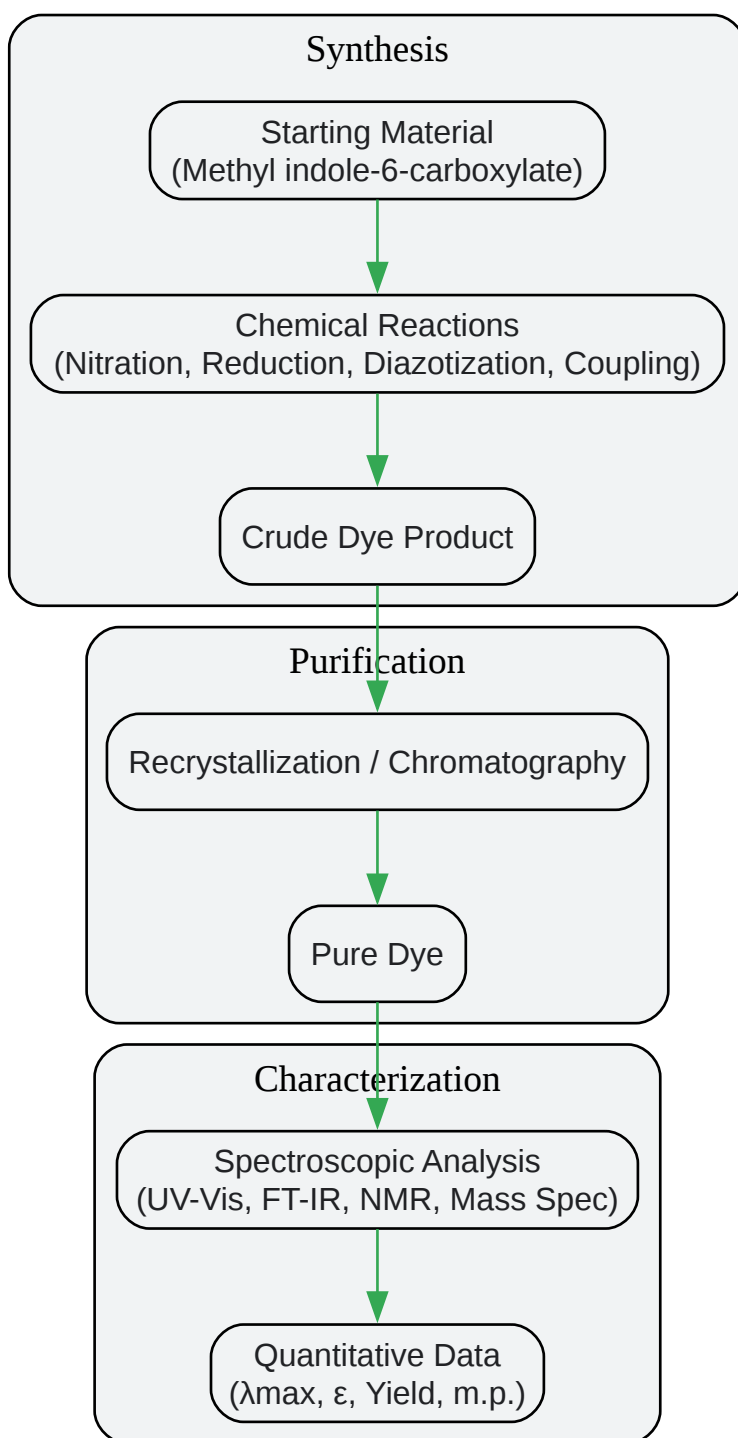 Synthesis
Starting Material
(Methyl indole-6-carboxylate)
Chemical Reactions
(Nitration, Reduction, Diazotization, Coupling)
Crude Dye Product
Purification
Recrystallization / Chromatography
Pure Dye
Characterization
Spectroscopic Analysis
(UV-Vis, FT-IR, NMR, Mass Spec)
Quantitative Data
(λmax, ε, Yield, m.p.)